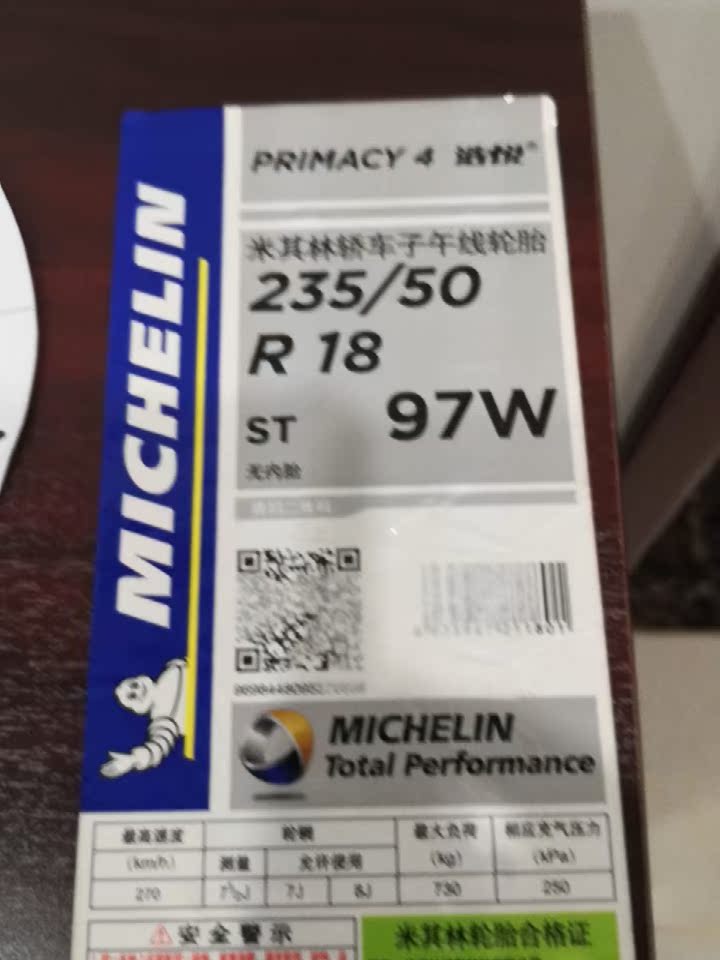 MICHELIN
PRIMACY 4 浩悦®
米其林轿车子午线轮胎
235/50
R 18
ST 97W
无内胎
MICHELIN
Total Performance
最高速度 轮辋 最大负荷 相应充气压力
(km/h) 测量 允许使用 (kg) (kPa)
270 7½J 7J 8J 730 250
安全警示
米其林轮胎合格证